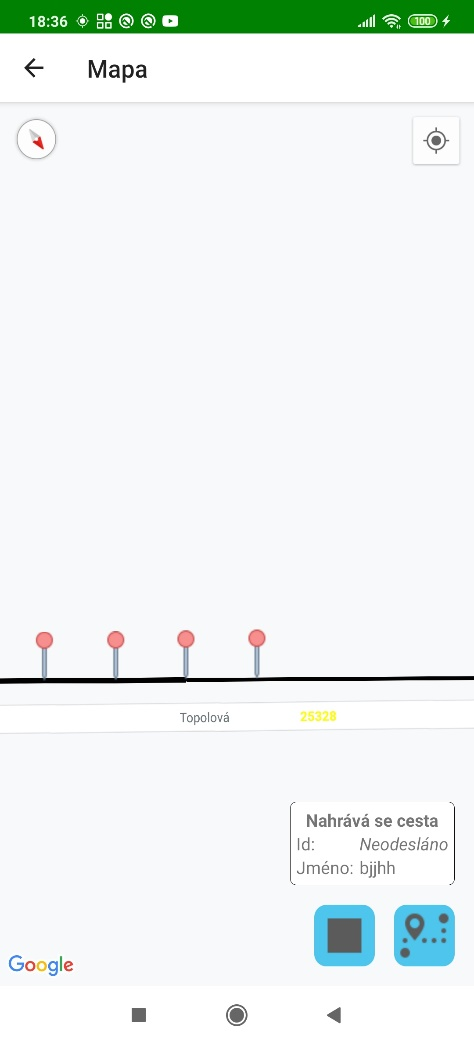 18:36
100
Mapa
Topolová 25328
Nahrává se cesta
Id: Neodesláno
Jméno: bjjhh
Google